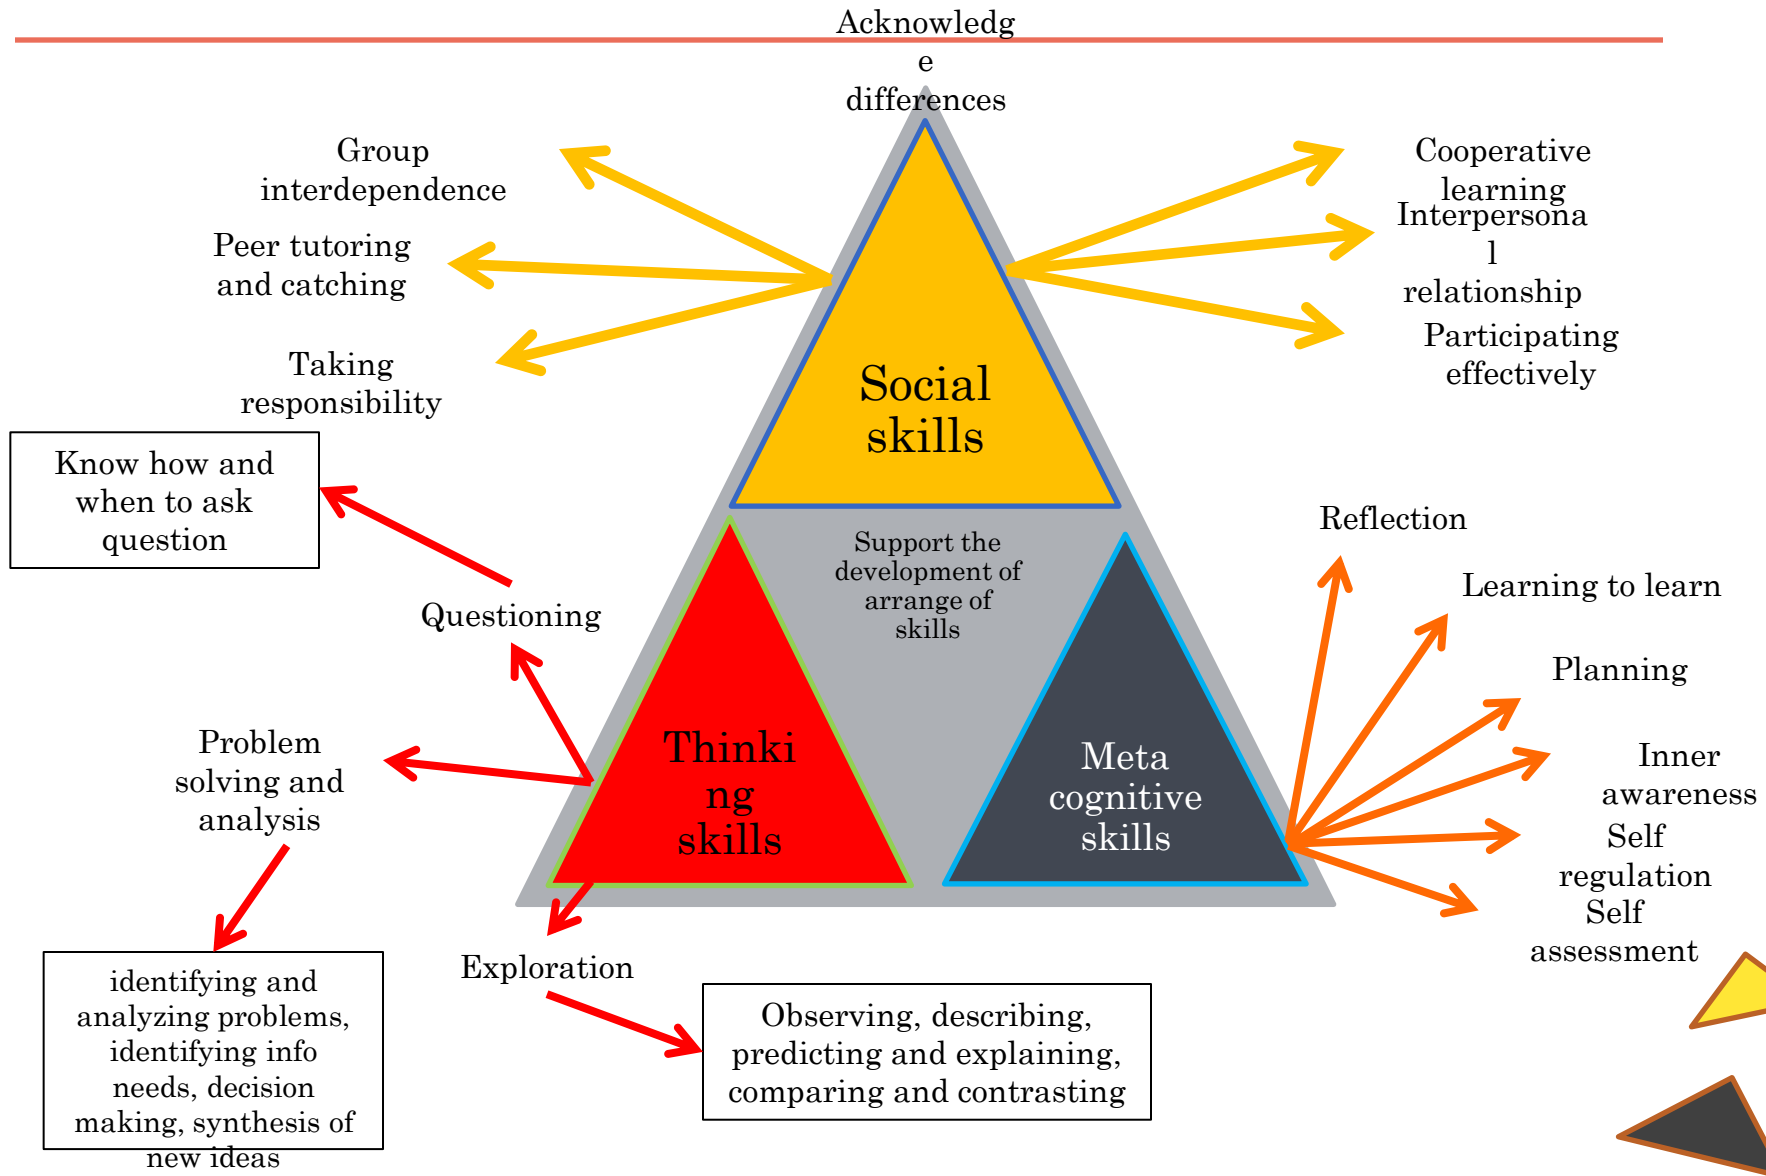 Acknowledg
e
differences
Group
interdependence
Peer tutoring
and catching
Taking
responsibility
Cooperative
learning
Interpersona
l
relationship
Participating
effectively
Social
skills
Know how and
when to ask
question
Questioning
Problem
solving and
analysis
identifying and
analyzing problems,
identifying info
needs, decision
making, synthesis of
new ideas
Thinki
ng
skills
Exploration
Observing, describing,
predicting and explaining,
comparing and contrasting
Support the
development of
arrange of
skills
Meta
cognitive
skills
Reflection
Learning to learn
Planning
Inner
awareness
Self
regulation
Self
assessment